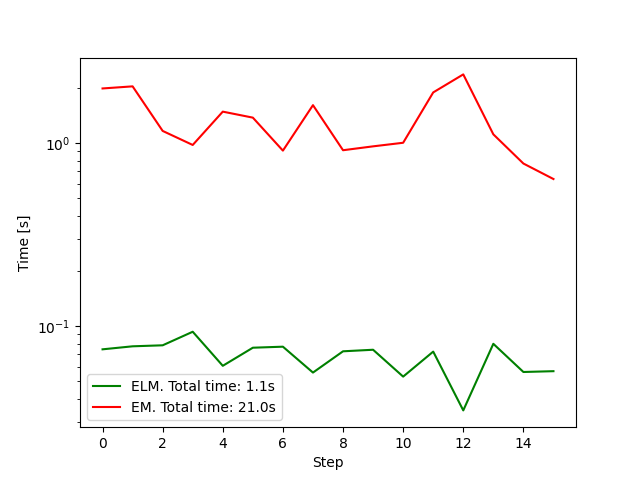 10⁰
Time [s]
10⁻¹
ELM. Total time: 1.1s
EM. Total time: 21.0s
0 2 4 6 8 10 12 14
Step